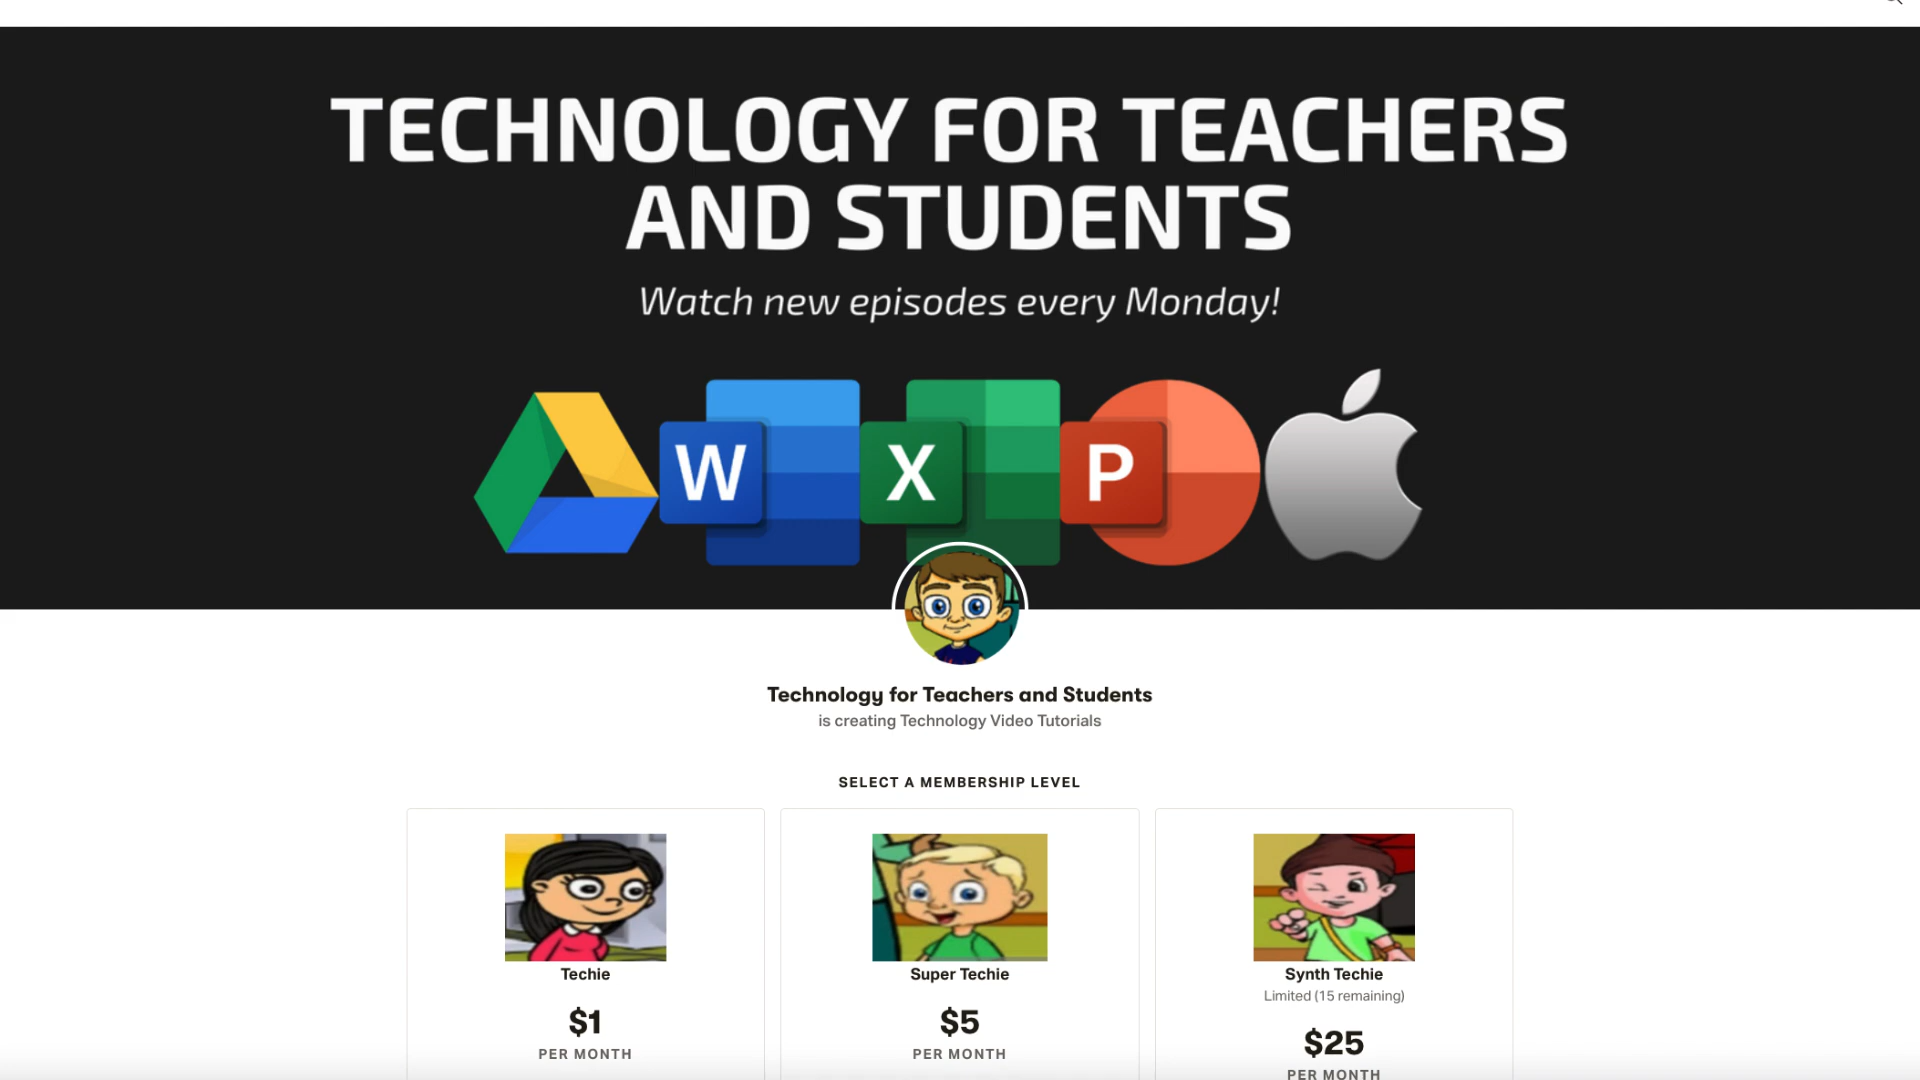 TECHNOLOGY FOR TEACHERS
AND STUDENTS
Watch new episodes every Monday!
W
X
P
Technology for Teachers and Students
is creating Technology Video Tutorials
SELECT A MEMBERSHIP LEVEL
Techie
$1
PER MONTH
Super Techie
$5
PER MONTH
Synth Techie
Limited (15 remaining)
$25
PER MONTH